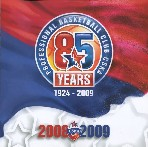 PROFESSIONAL BASKETBALL CLUB CSKA
85
YEARS
1924 - 2009
2008 2009